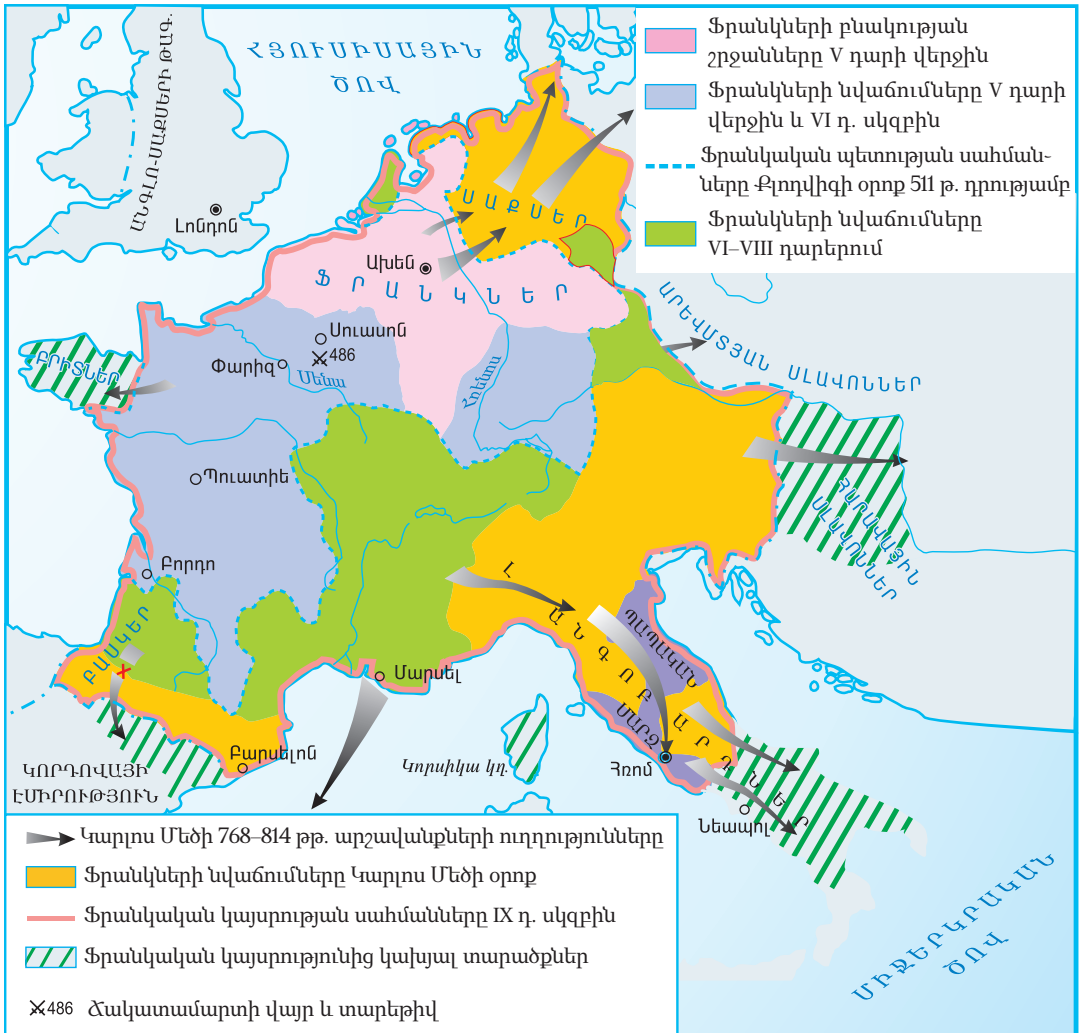 Ֆրանկների բնակության
շրջանները V դարի վերջին
Ֆրանկների նվաճումները V դարի
վերջին և VI դ. սկզբին
Ֆրանկական պետության սահման-
ները Քլոդվիգի օրոք 511 թ. դրությամբ
Ֆրանկների նվաճումները
VI–VIII դարերում
ՀՅՈՒՍԻՍԱՅԻՆ
ԾՈՎ
ԱՆԳԼՈ-ՍԱՔՍԵՐԻ ԹԱԳ.
Լոնդոն
ՍԱՔՍԵՐ
Ախեն
ՖՐԱՆԿՆԵՐ
ԱՐԵՎՄՏՅԱՆ ՍԼԱՎՈՆՆԵՐ
Սուասոն
486
Փարիզ
Սենա
Հռենոս
ԲՐԻՏՆԵՐ
Պուատիե
ՀԱՐԱՎԱՅԻՆ
ՍԼԱՎՈՆՆԵՐ
Բորդո
ԼԱՆԳՈԲԱՐԴՆԵՐ
ՊԱՊԱԿԱՆ
ՄԱՐԶ
ԲԱՍԿԵՐ
Մարսել
Բարսելոն
Կորսիկա կղ.
Հռոմ
ԿՈՐԴՈՎԱՅԻ
ԷՄԻՐՈՒԹՅՈՒՆ
Նեապոլ
ՄԻՋԵՐԿՐԱԿԱՆ
ԾՈՎ
Կարլոս Մեծի 768–814 թթ. արշավանքների ուղղությունները
Ֆրանկների նվաճումները Կարլոս Մեծի օրոք
Ֆրանկական կայսրության սահմանները IX դ. սկզբին
Ֆրանկական կայսրությունից կախյալ տարածքներ
486 Ճակատամարտի վայր և տարեթիվ